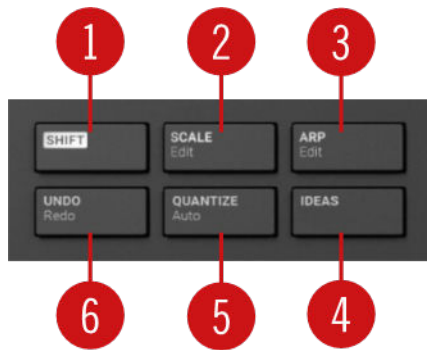 1 2 3
SHIFT SCALE ARP
Edit Edit
UNDO QUANTIZE IDEAS
Redo Auto
6 5 4